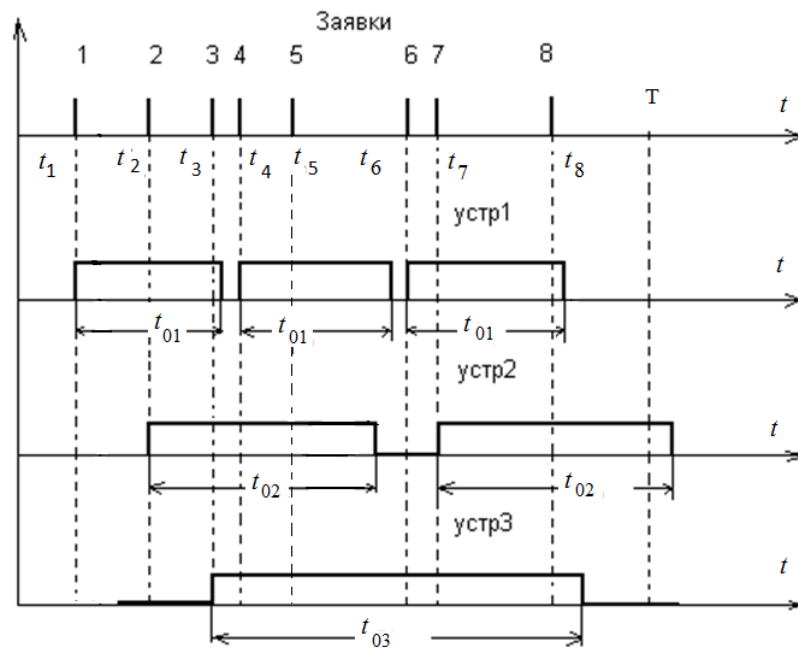 Заявки
1 2 3 4 5 6 7 8
T t
t₁ t₂ t₃ t₄ t₅ t₆ t₇ t₈
устр1
t
t₀₁ t₀₁ t₀₁
устр2
t
t₀₂ t₀₂
устр3
t
t₀₃